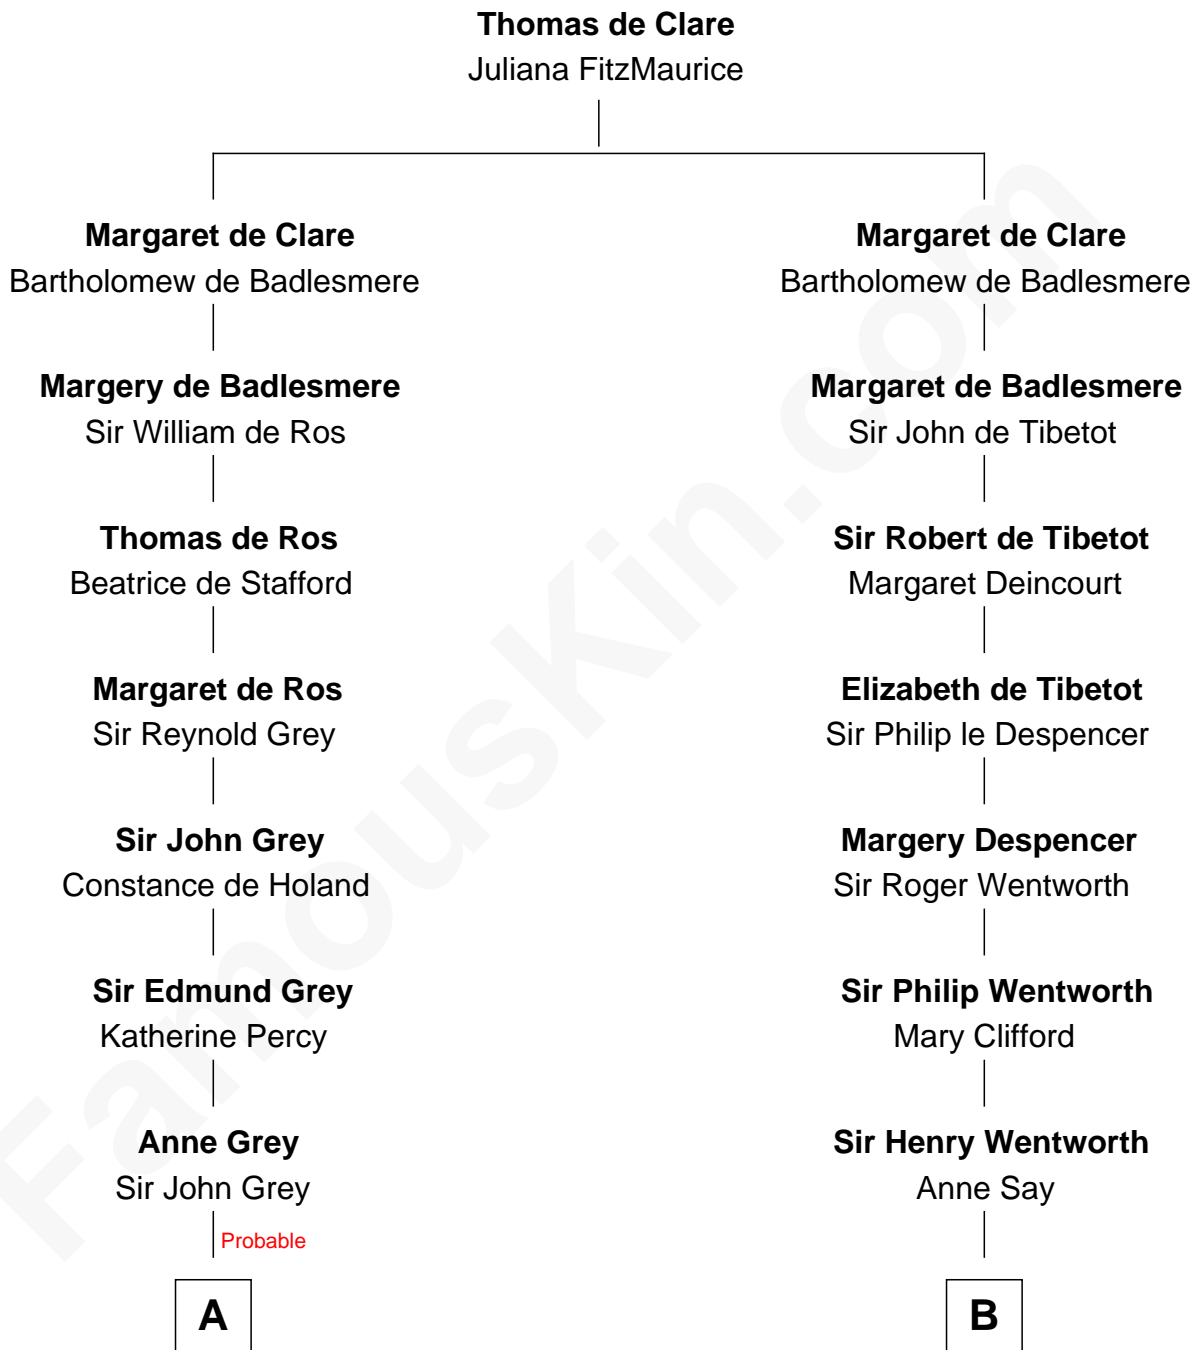 Thomas de Clare
Juliana FitzMaurice
Margaret de Clare
Bartholomew de Badlesmere
Margaret de Clare
Bartholomew de Badlesmere
Margery de Badlesmere
Sir William de Ros
Margaret de Badlesmere
Sir John de Tibetot
Thomas de Ros
Beatrice de Stafford
Sir Robert de Tibetot
Margaret Deincourt
Margaret de Ros
Sir Reynold Grey
Elizabeth de Tibetot
Sir Philip le Despencer
Sir John Grey
Constance de Holand
Margery Despencer
Sir Roger Wentworth
Sir Edmund Grey
Katherine Percy
Sir Philip Wentworth
Mary Clifford
Anne Grey
Sir John Grey
Sir Henry Wentworth
Anne Say
Probable
A
B
FamousKin.com